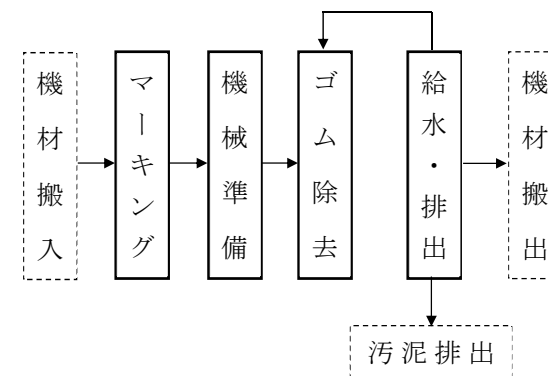 機材搬入
マーキング
機械準備
ゴム除去
給水・排出
機材搬出
汚泥排出